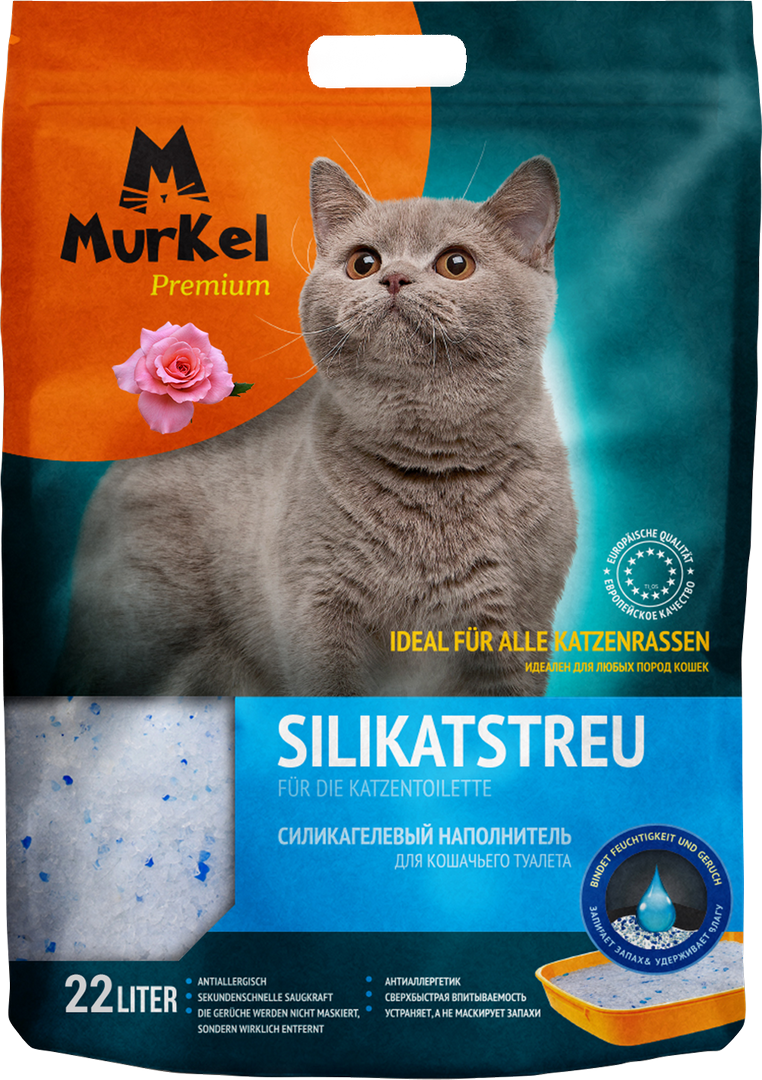 M
MurKel
Premium
EUROPÄISCHE QUALITÄT
ЕВРОПЕЙСКОЕ КАЧЕСТВО
IDEAL FÜR ALLE KATZENRASSEN
ИДЕАЛЕН ДЛЯ ЛЮБЫХ ПОРОД КОШЕК
SILIKATSTREU
FÜR DIE KATZENTOILETTE
СИЛИКАГЕЛЕВЫЙ НАПОЛНИТЕЛЬ
ДЛЯ КОШАЧЬЕГО ТУАЛЕТА
BINDET FEUCHTIGKEIT UND GERUCH
ЗАПИРАЕТ ЗАПАХ & УДЕРЖИВАЕТ ВЛАГУ
22 LITER
• ANTIALLERGISCH
• SEKUNDENSCHNELLE SAUGKRAFT
• DIE GERÜCHE WERDEN NICHT MASKIERT,
SONDERN WIRKLICH ENTFERNT
• АНТИАЛЛЕРГЕТИК
• СВЕРХБЫСТРАЯ ВПИТЫВАЕМОСТЬ
• УСТРАНЯЕТ, А НЕ МАСКИРУЕТ ЗАПАХИ